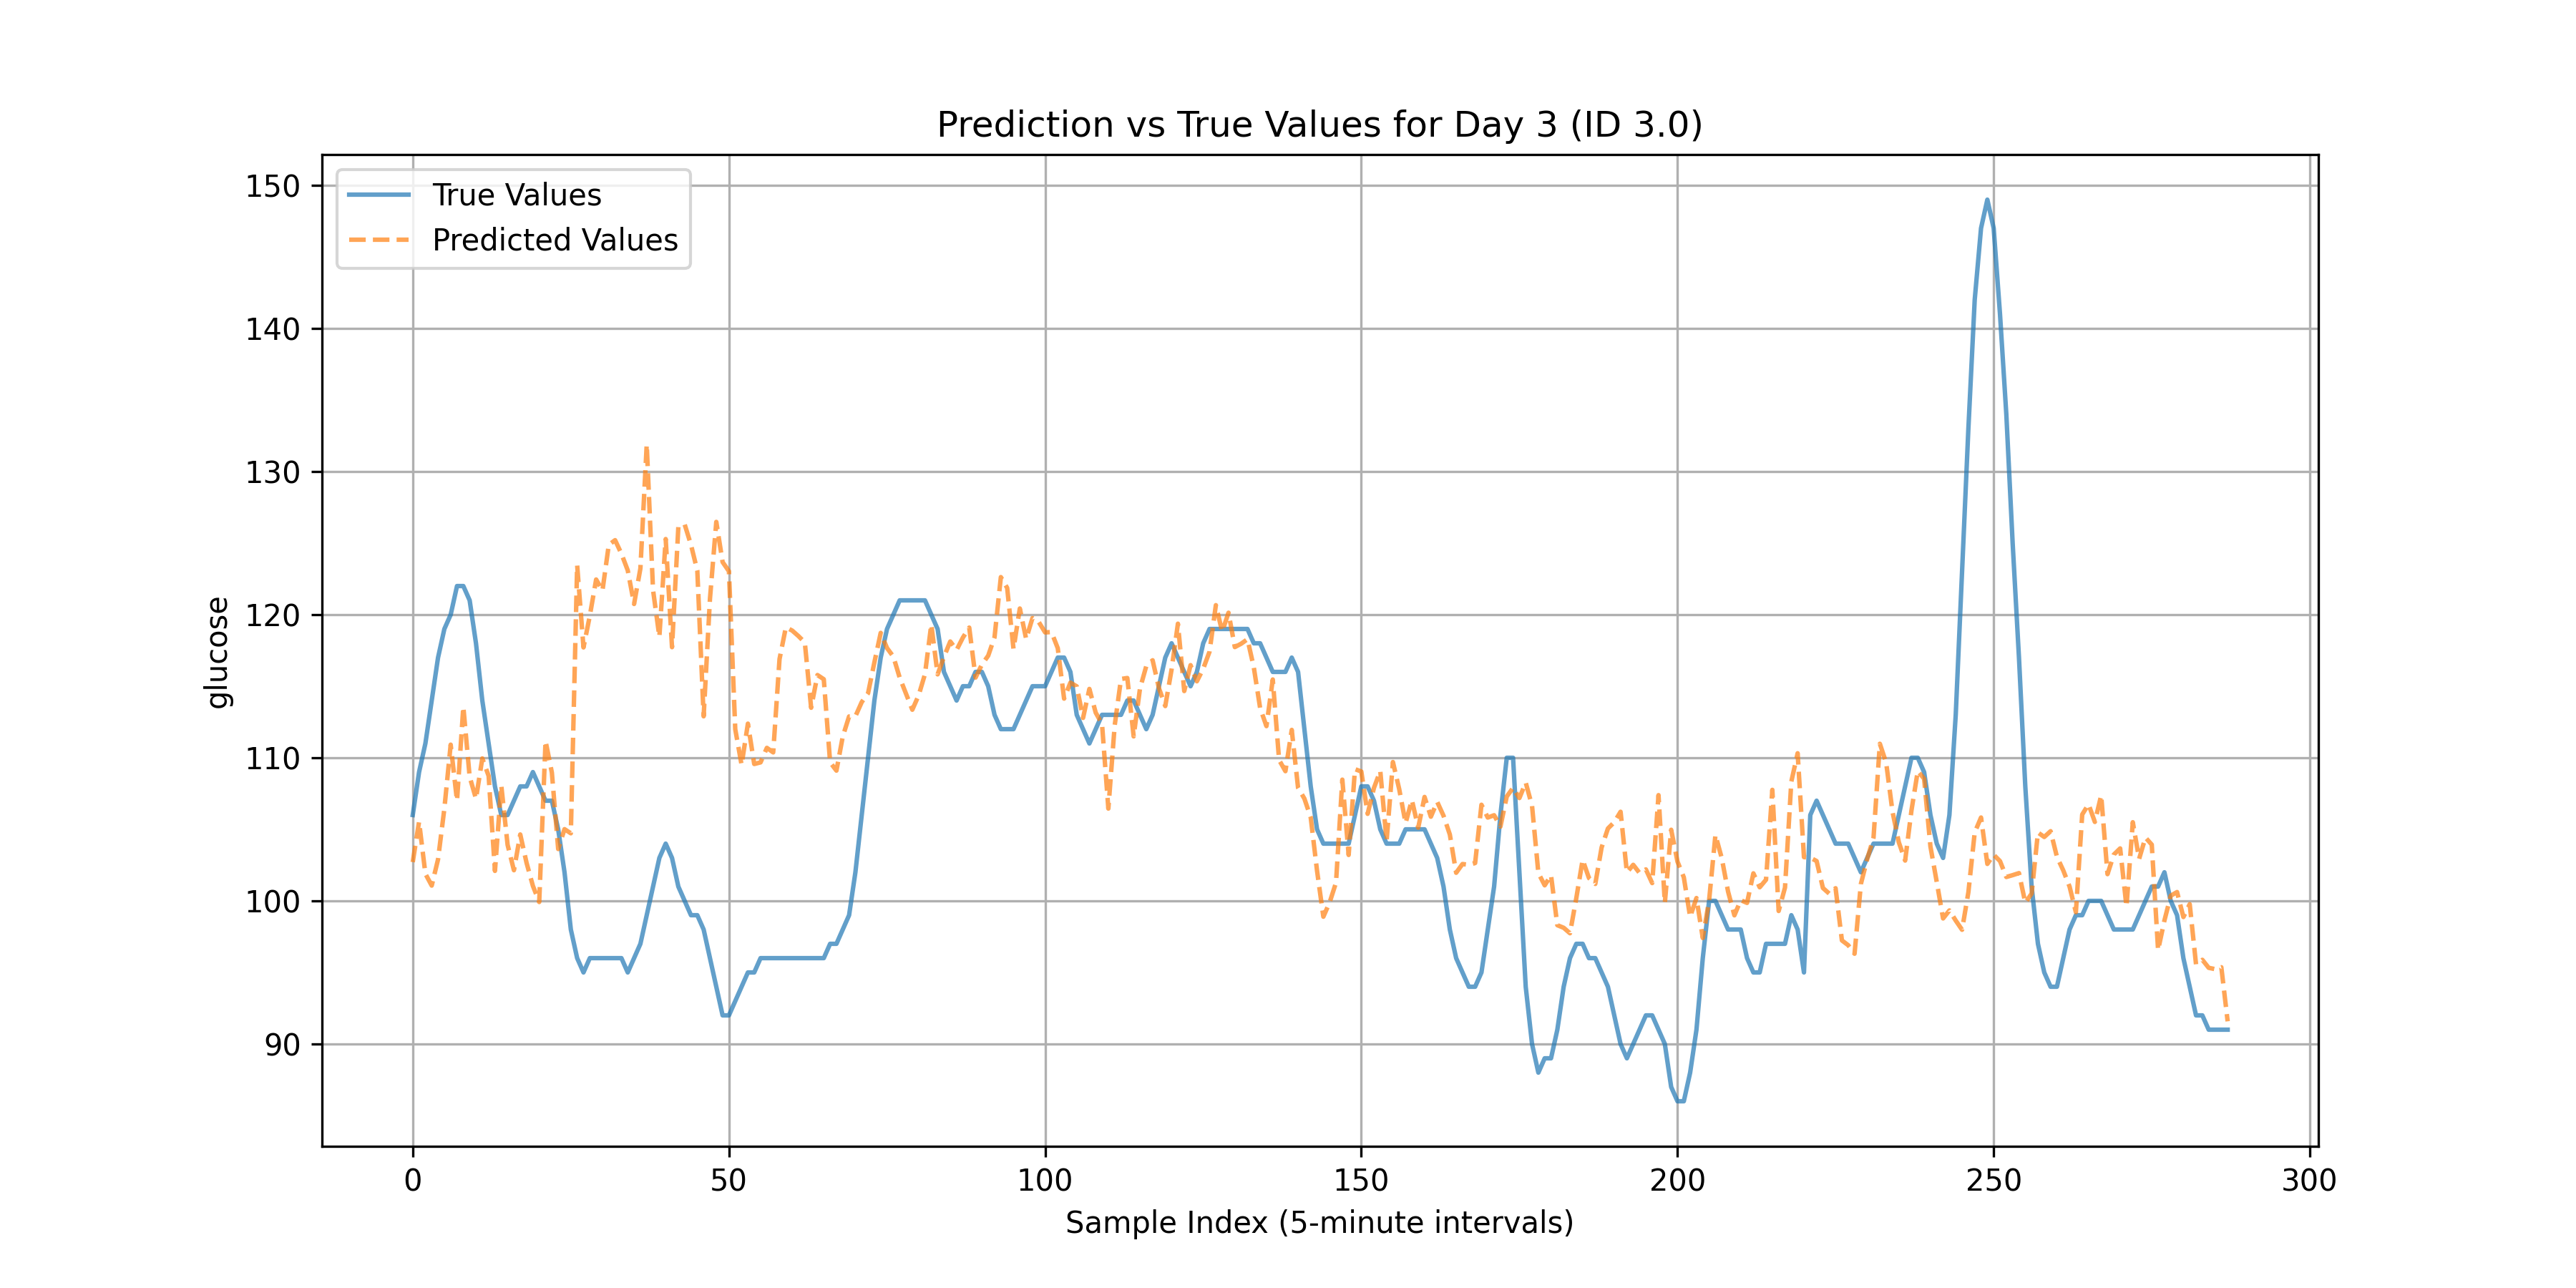 Prediction vs True Values for Day 3 (ID 3.0)
True Values
Predicted Values
150
140
130
120
110
100
90
glucose
0 50 100 150 200 250 300
Sample Index (5-minute intervals)